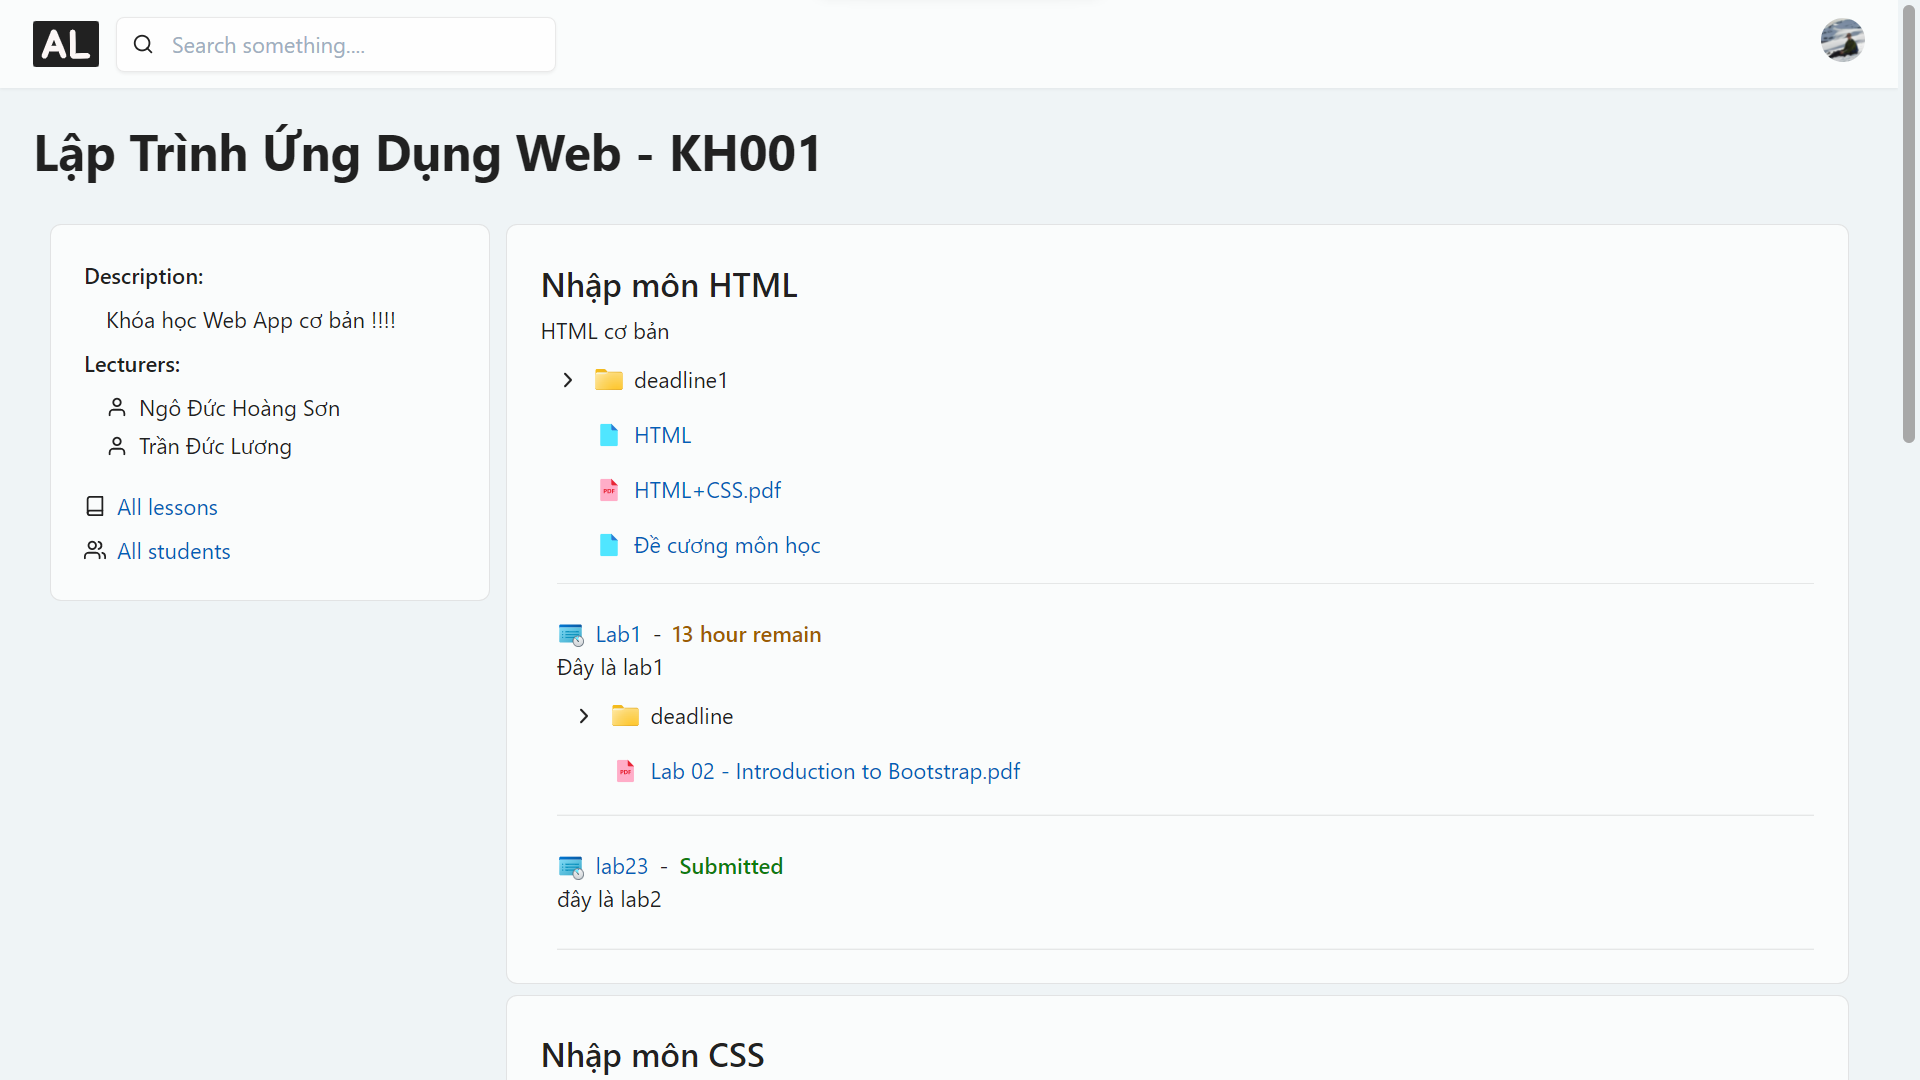 AL
Search something....
Lập Trình Ứng Dụng Web - KH001
Description:
Khóa học Web App cơ bản !!!!
Lecturers:
Ngô Đức Hoàng Sơn
Trần Đức Lương
All lessons
All students
Nhập môn HTML
HTML cơ bản
deadline1
HTML
PDF HTML+CSS.pdf
Đề cương môn học
Lab1 - 13 hour remain
Đây là lab1
deadline
PDF Lab 02 - Introduction to Bootstrap.pdf
lab23 - Submitted
đây là lab2
Nhập môn CSS